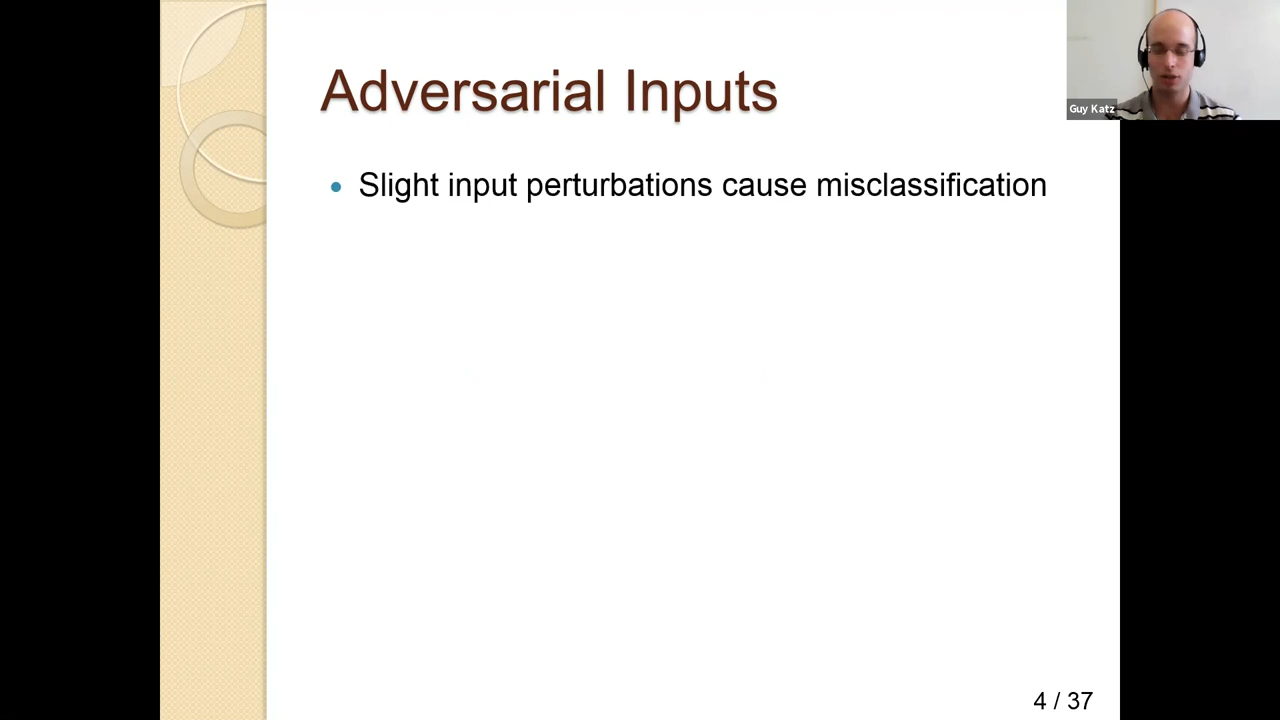 Adversarial Inputs
Guy Katz
• Slight input perturbations cause misclassification
4 / 37